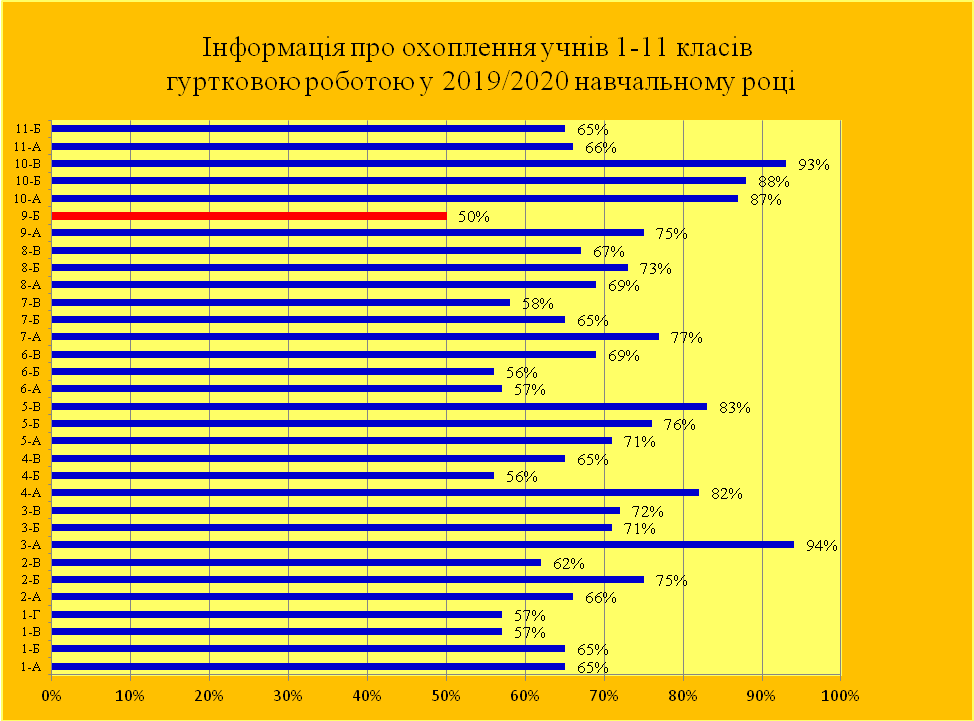 Інформація про охоплення учнів 1-11 класів
гуртковою роботою у 2019/2020 навчальному році
11-Б 65%
11-А 66%
10-В 93%
10-Б 88%
10-А 87%
9-Б 50%
9-А 75%
8-В 67%
8-Б 73%
8-А 69%
7-В 58%
7-Б 65%
7-А 77%
6-В 69%
6-Б 56%
6-А 57%
5-В 83%
5-Б 76%
5-А 71%
4-В 65%
4-Б 56%
4-А 82%
3-В 72%
3-Б 71%
3-А 94%
2-В 62%
2-Б 75%
2-А 66%
1-Г 57%
1-В 57%
1-Б 65%
1-А 65%
0% 10% 20% 30% 40% 50% 60% 70% 80% 90% 100%